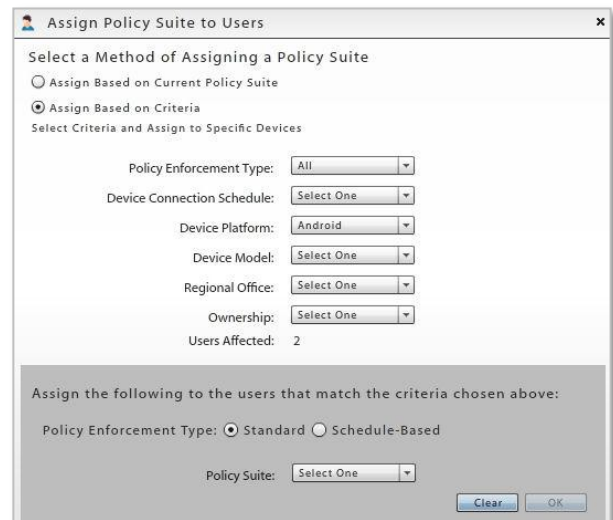 Assign Policy Suite to Users
Select a Method of Assigning a Policy Suite
Assign Based on Current Policy Suite
Assign Based on Criteria
Select Criteria and Assign to Specific Devices
Policy Enforcement Type: All
Device Connection Schedule: Select One
Device Platform: Android
Device Model: Select One
Regional Office: Select One
Ownership: Select One
Users Affected: 2
Assign the following to the users that match the criteria chosen above:
Policy Enforcement Type: Standard Schedule-Based
Policy Suite: Select One
Clear OK